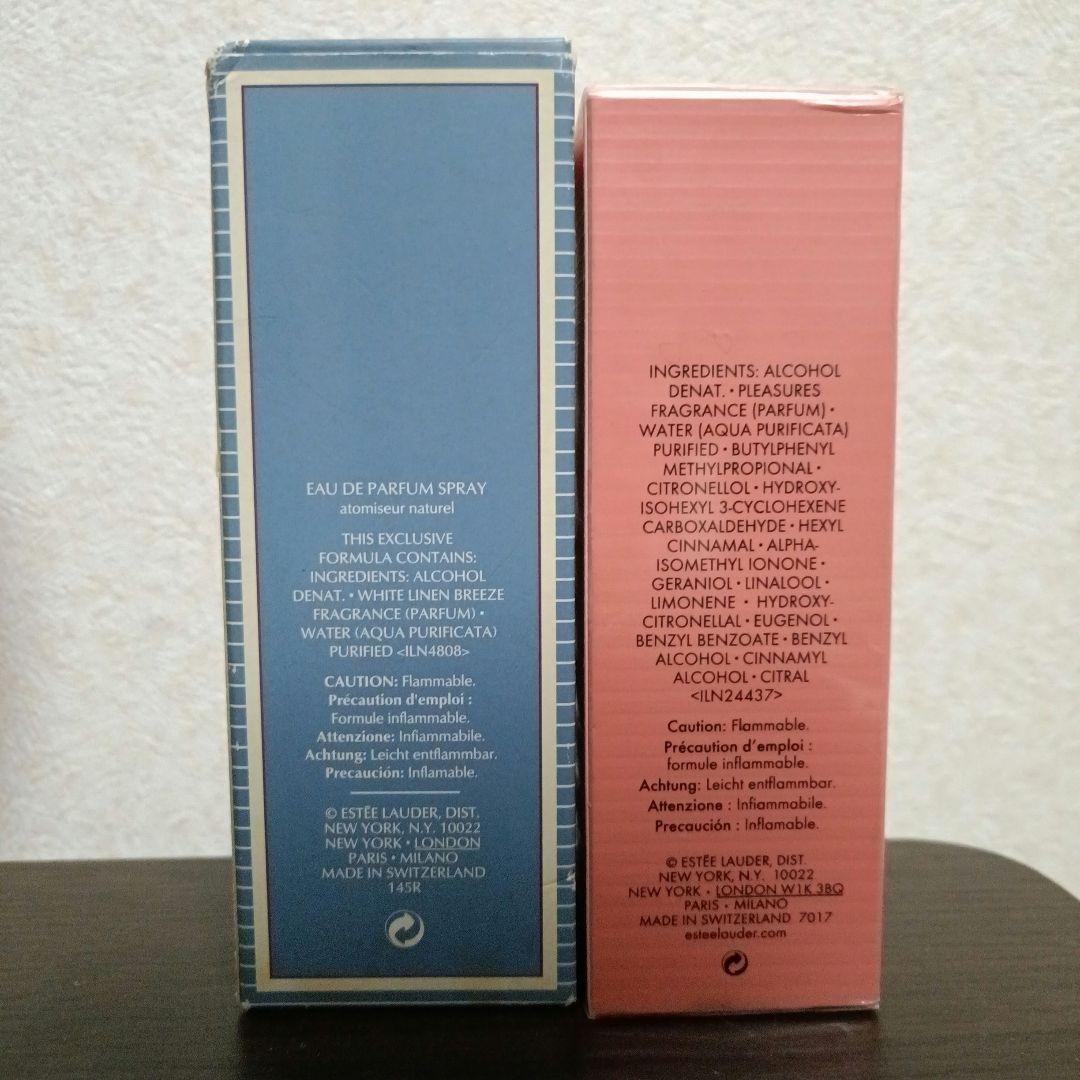 EAU DE PARFUM SPRAY
atomiseur naturel
THIS EXCLUSIVE
FORMULA CONTAINS:
INGREDIENTS: ALCOHOL
DENAT. • WHITE LINEN BREEZE
FRAGRANCE (PARFUM) •
WATER (AQUA PURIFICATA)
PURIFIED <ILN4808>
CAUTION: Flammable.
Précaution d'emploi :
Formule inflammable.
Attenzione: Infiammabile.
Achtung: Leicht entflammbar.
Precaución: Inflamable.
© ESTĒE LAUDER, DIST.
NEW YORK, N.Y. 10022
NEW YORK • LONDON
PARIS • MILANO
MADE IN SWITZERLAND
145R
INGREDIENTS: ALCOHOL
DENAT. • PLEASURES
FRAGRANCE (PARFUM) •
WATER (AQUA PURIFICATA)
PURIFIED • BUTYLPHENYL
METHYLPROPIONAL •
CITRONELLOL • HYDROXY-
ISOHEXYL 3-CYCLOHEXENE
CARBOXALDEHYDE • HEXYL
CINNAMAL • ALPHA-
ISOMETHYL IONONE •
GERANIOL • LINALOOL •
LIMONENE • HYDROXY-
CITRONELLAL • EUGENOL •
BENZYL BENZOATE • BENZYL
ALCOHOL • CINNAMYL
ALCOHOL • CITRAL
<ILN24437>
Caution: Flammable.
Précaution d'emploi :
formule inflammable.
Achtung: Leicht entflammbar.
Attenzione : Infiammabile.
Precaución : Inflamable.
© ESTĒE LAUDER, DIST.
NEW YORK, N.Y. 10022
NEW YORK • LONDON W1K 3BQ
PARIS • MILANO
MADE IN SWITZERLAND 7017
esteelauder.com